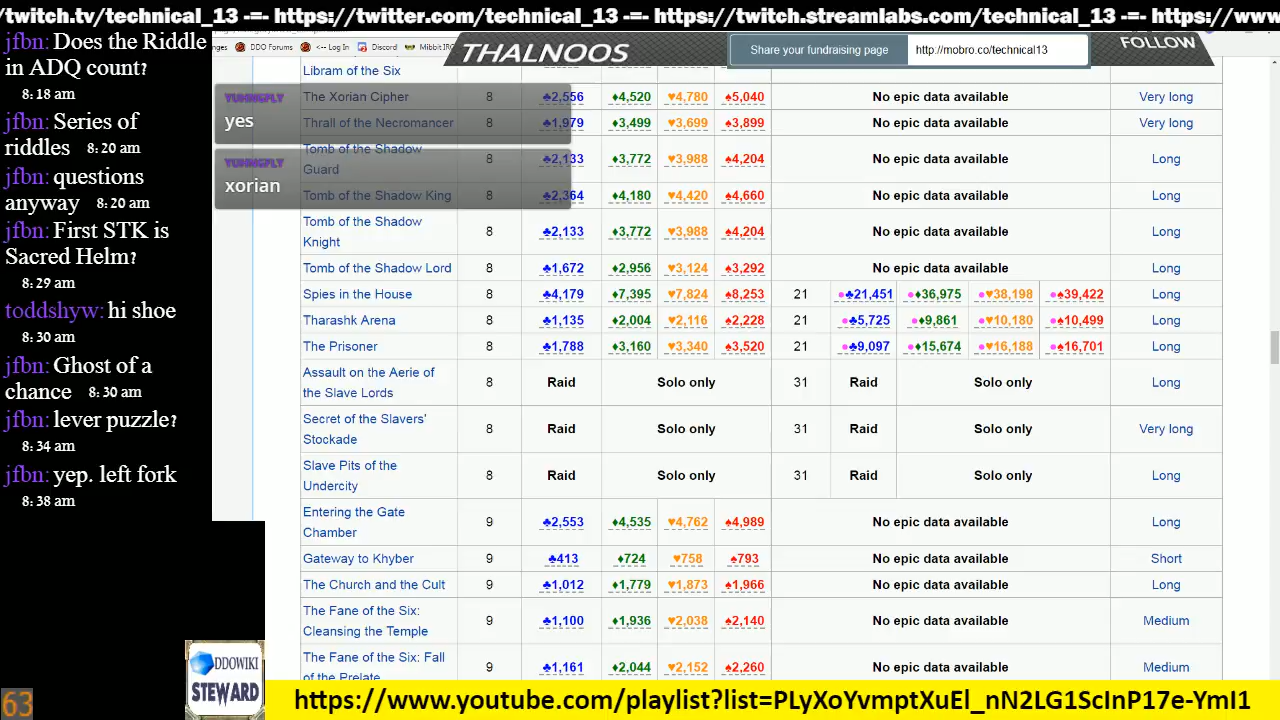 /twitch.tv/technical_13 -=- https://twitter.com/technical_13 -=- https://twitch.streamlabs.com/technical_13 -=- https://www
nges DDO Forums <-- Log In Discord Mibbit IR
THALNOOS
Share your fundraising page http://mobro.co/technical13
FOLLOW
jfbn: Does the Riddle
in ADQ count?
8:18 am
jfbn: Series of
riddles 8:20 am
jfbn: questions
anyway 8:20 am
jfbn: First STK is
Sacred Helm?
8:29 am
toddshyw: hi shoe
8:30 am
jfbn: Ghost of a
chance 8:30 am
jfbn: lever puzzle?
8:34 am
jfbn: yep. left fork
8:38 am
yes
xorian
Libram of the Six
The Xorian Cipher 8 ♣2,556 ♦4,520 ♥4,780 ♠5,040 No epic data available Very long
Thrall of the Necromancer 8 ♣1,979 ♦3,499 ♥3,699 ♠3,899 No epic data available Very long
Tomb of the Shadow
Guard 8 ♣2,133 ♦3,772 ♥3,988 ♠4,204 No epic data available Long
Tomb of the Shadow King 8 ♣2,364 ♦4,180 ♥4,420 ♠4,660 No epic data available Long
Tomb of the Shadow
Knight 8 ♣2,133 ♦3,772 ♥3,988 ♠4,204 No epic data available Long
Tomb of the Shadow Lord 8 ♣1,672 ♦2,956 ♥3,124 ♠3,292 No epic data available Long
Spies in the House 8 ♣4,179 ♦7,395 ♥7,824 ♠8,253 21 •♣21,451 •♦36,975 •♥38,198 •♠39,422 Long
Tharashk Arena 8 ♣1,135 ♦2,004 ♥2,116 ♠2,228 21 •♣5,725 •♦9,861 •♥10,180 •♠10,499 Long
The Prisoner 8 ♣1,788 ♦3,160 ♥3,340 ♠3,520 21 •♣9,097 •♦15,674 •♥16,188 •♠16,701 Long
Assault on the Aerie of
the Slave Lords 8 Raid Solo only 31 Raid Solo only Long
Secret of the Slavers'
Stockade 8 Raid Solo only 31 Raid Solo only Very long
Slave Pits of the
Undercity 8 Raid Solo only 31 Raid Solo only Long
Entering the Gate
Chamber 9 ♣2,553 ♦4,535 ♥4,762 ♠4,989 No epic data available Long
Gateway to Khyber 9 ♣413 ♦724 ♥758 ♠793 No epic data available Short
The Church and the Cult 9 ♣1,012 ♦1,779 ♥1,873 ♠1,966 No epic data available Long
The Fane of the Six:
Cleansing the Temple 9 ♣1,100 ♦1,936 ♥2,038 ♠2,140 No epic data available Medium
The Fane of the Six: Fall
of the Prelate 9 ♣1,161 ♦2,044 ♥2,152 ♠2,260 No epic data available Medium
DDOWIKI
STEWARD
63
https://www.youtube.com/playlist?list=PLyXoYvmptXuEl_nN2LG1ScInP17e-YmI1